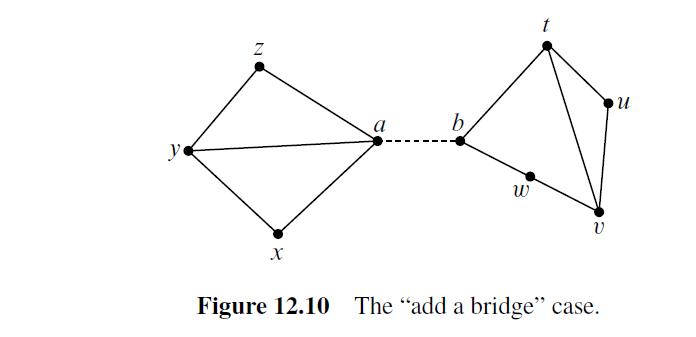 t
z
u
a
b
y
w
v
x
Figure 12.10 The “add a bridge” case.